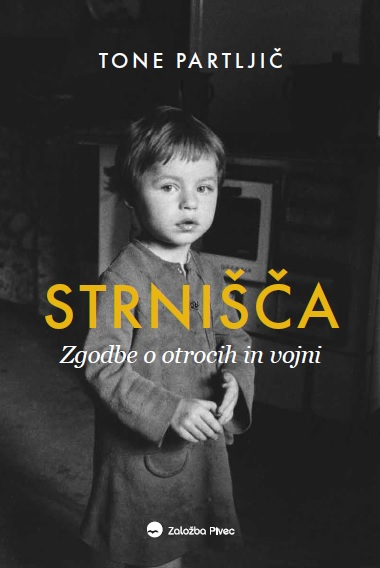 TONE PARTLJIČ
STRNIŠČA
Zgodbe o otrocih in vojni
Založba Pivec